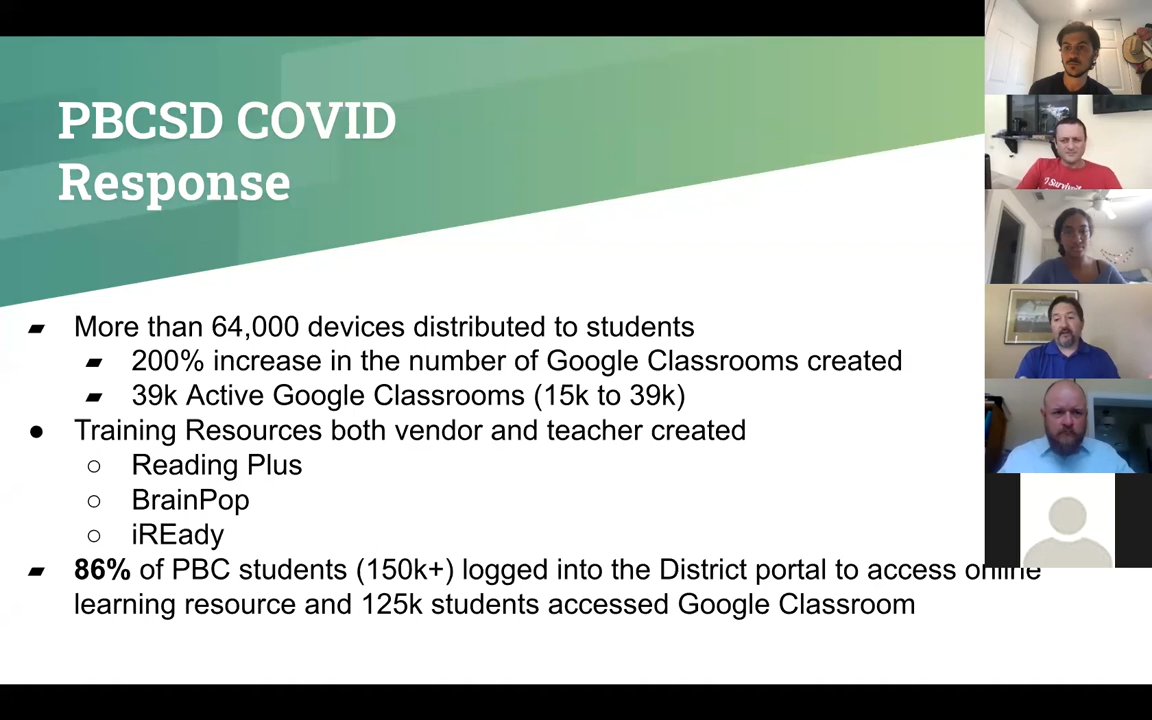 PBCSD COVID
Response
More than 64,000 devices distributed to students
200% increase in the number of Google Classrooms created
39k Active Google Classrooms (15k to 39k)
Training Resources both vendor and teacher created
Reading Plus
BrainPop
iREady
86% of PBC students (150k+) logged into the District portal to access online
learning resource and 125k students accessed Google Classroom
I Survived